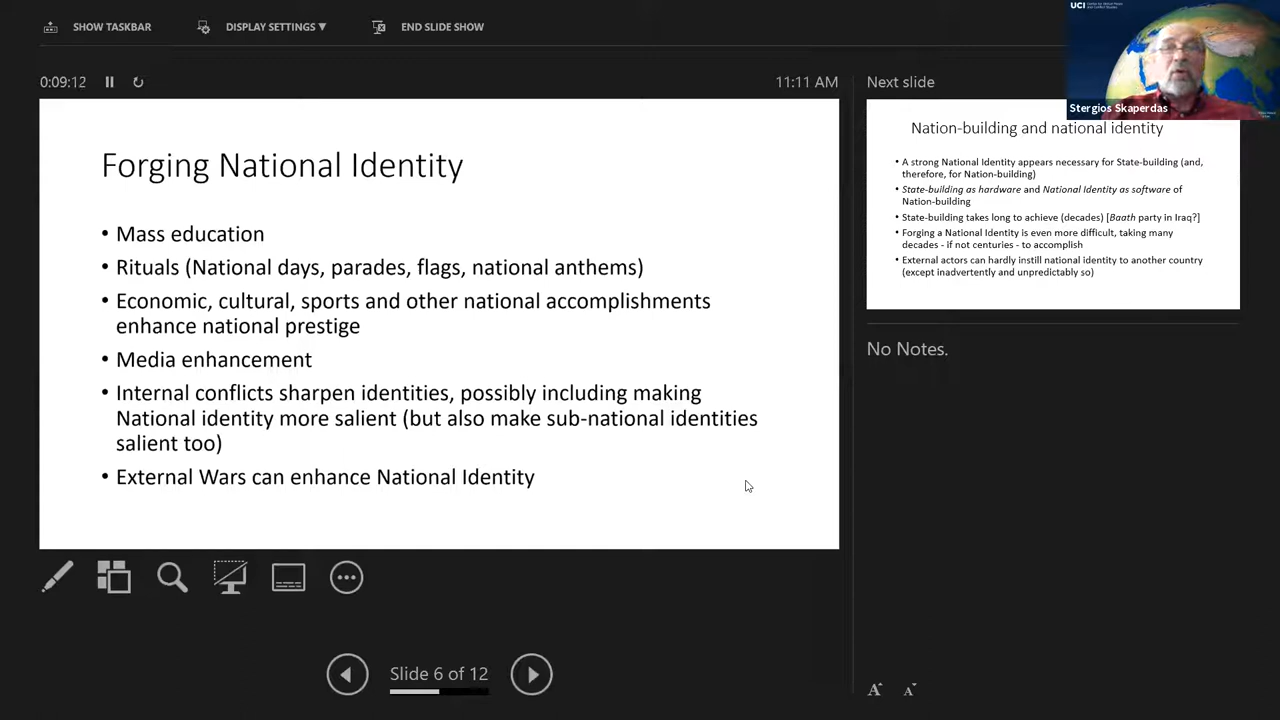 SHOW TASKBAR
DISPLAY SETTINGS ▼
END SLIDE SHOW
UCI
0:09:12
11:11 AM
Next slide
Stergios Skaperdas
Forging National Identity
• Mass education
• Rituals (National days, parades, flags, national anthems)
• Economic, cultural, sports and other national accomplishments
enhance national prestige
• Media enhancement
• Internal conflicts sharpen identities, possibly including making
National identity more salient (but also make sub-national identities
salient too)
• External Wars can enhance National Identity
Nation-building and national identity
• A strong National Identity appears necessary for State-building (and,
therefore, for Nation-building)
• State-building as hardware and National Identity as software of
Nation-building
• State-building takes long to achieve (decades) [Baath party in Iraq?]
• Forging a National Identity is even more difficult, taking many
decades - if not centuries - to accomplish
• External actors can hardly instill national identity to another country
(except inadvertently and unpredictably so)
No Notes.
Slide 6 of 12
A A